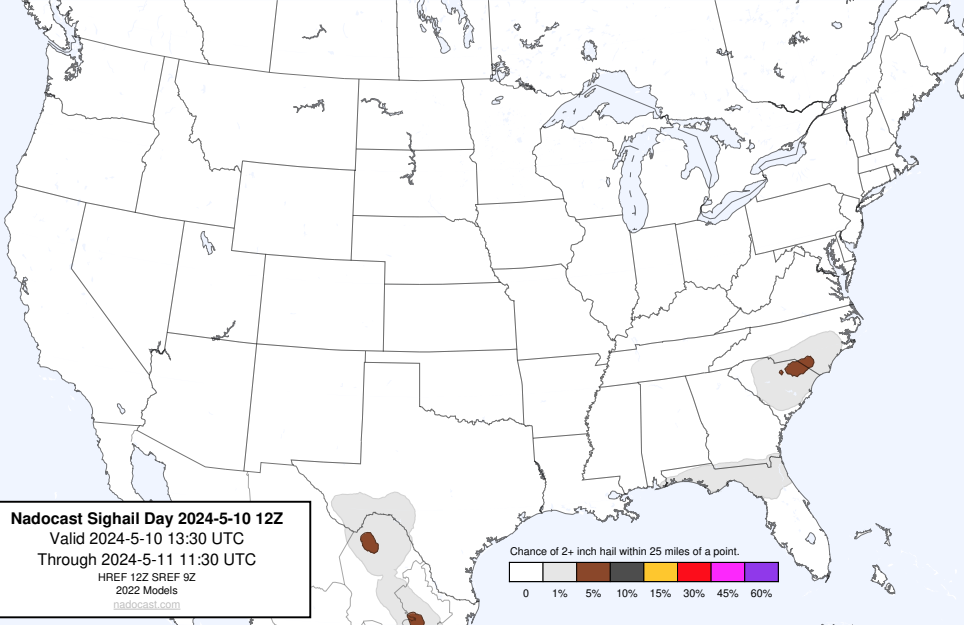 Nadocast Sighail Day 2024-5-10 12Z
Valid 2024-5-10 13:30 UTC
Through 2024-5-11 11:30 UTC
HREF 12Z SREF 9Z
2022 Models
nadocast.com
Chance of 2+ inch hail within 25 miles of a point.
0 1% 5% 10% 15% 30% 45% 60%